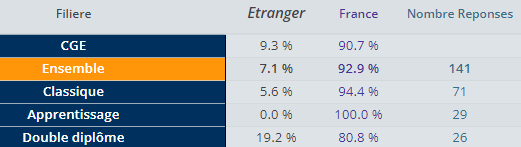 Filiere Etranger France Nombre Reponses
CGE 9.3 % 90.7 %
Ensemble 7.1 % 92.9 % 141
Classique 5.6 % 94.4 % 71
Apprentissage 0.0 % 100.0 % 29
Double diplôme 19.2 % 80.8 % 26